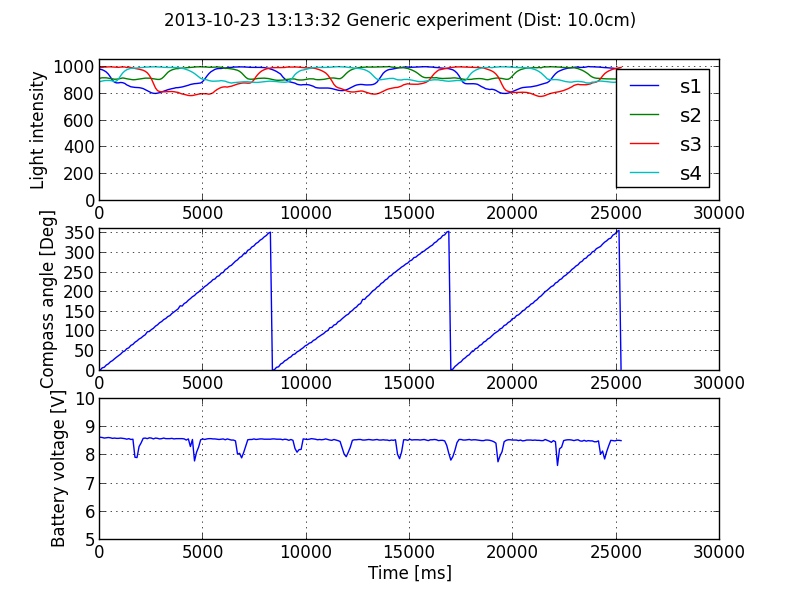 2013-10-23 13:13:32 Generic experiment (Dist: 10.0cm)
Light intensity
1000
800
600
400
200
0
s1
s2
s3
s4
0 5000 10000 15000 20000 25000 30000
Compass angle [Deg]
350
300
250
200
150
100
50
0
0 5000 10000 15000 20000 25000 30000
Battery voltage [V]
10
9
8
7
6
5
0 5000 10000 15000 20000 25000 30000
Time [ms]